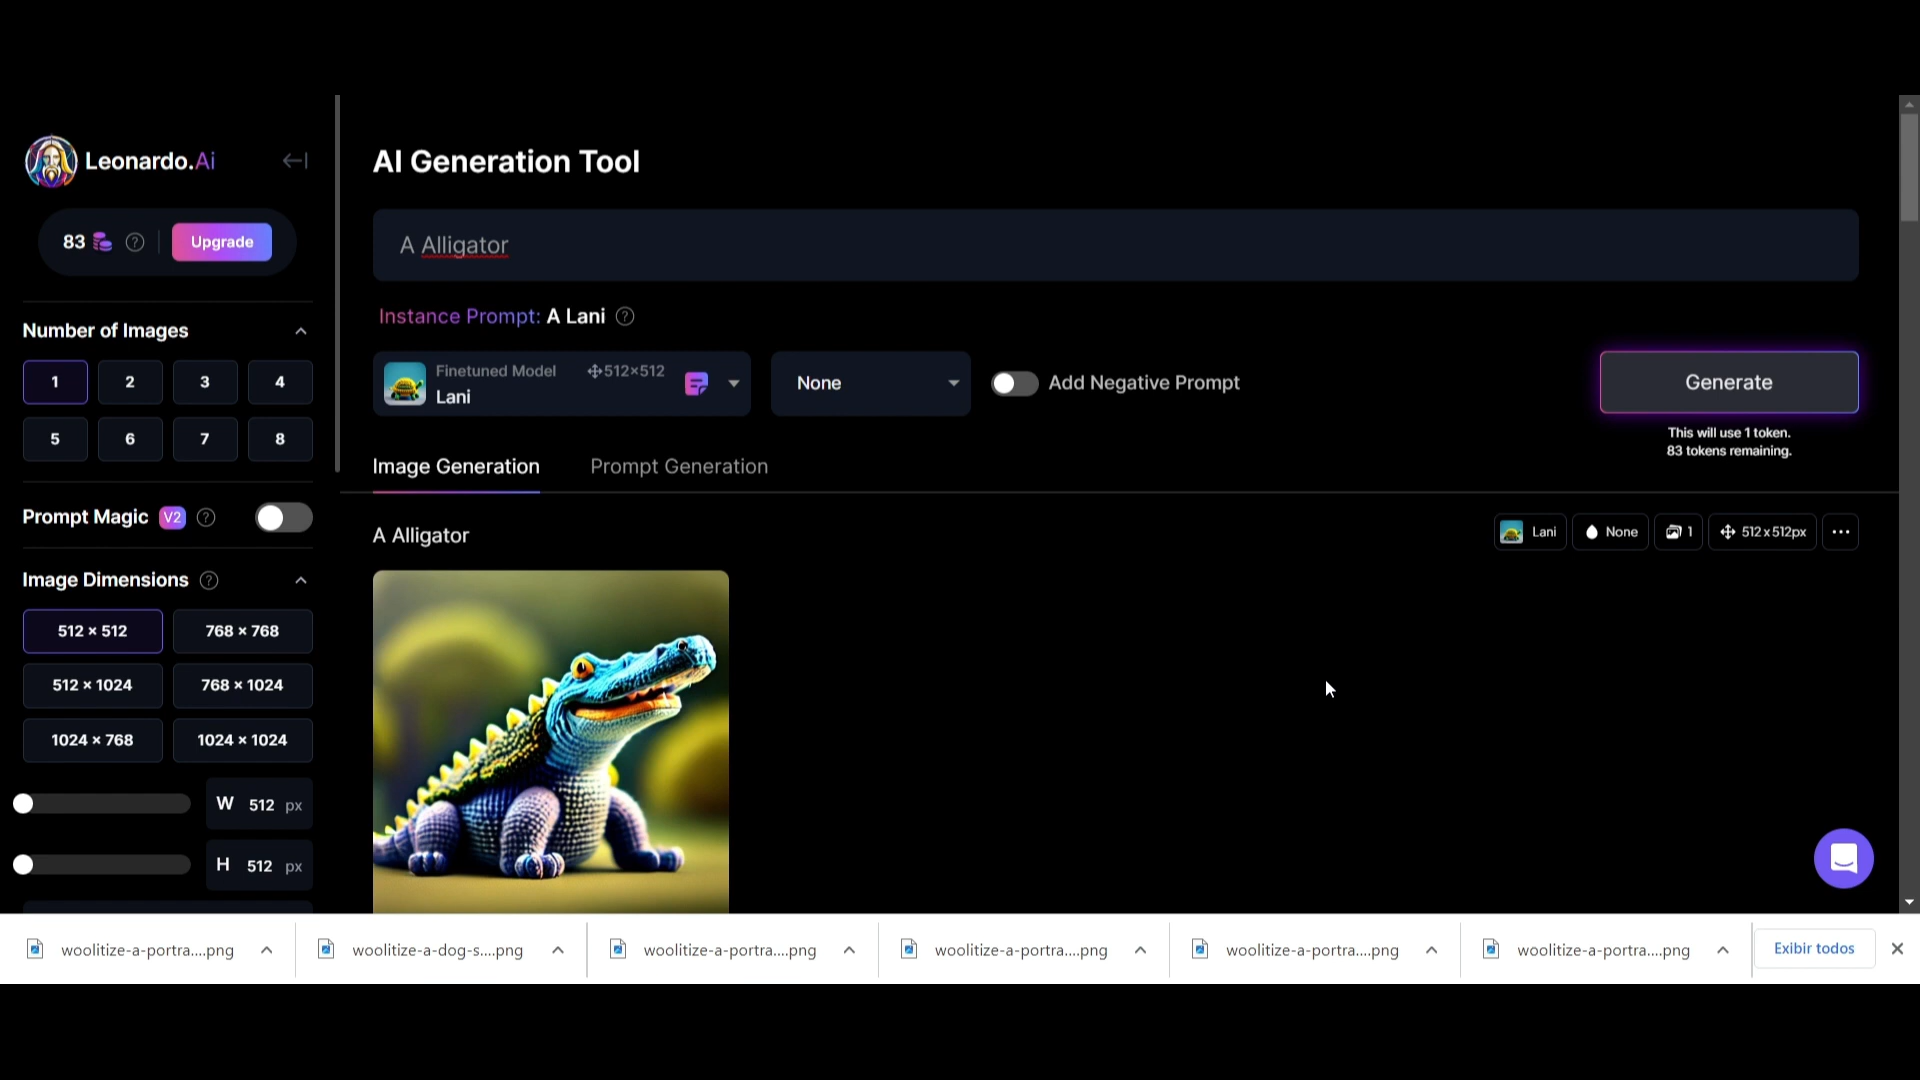 Leonardo.Ai
83
Upgrade
Number of Images
1 2 3 4
5 6 7 8
Prompt Magic V2
Image Dimensions
512 × 512 768 × 768
512 × 1024 768 × 1024
1024 × 768 1024 × 1024
W 512 px
H 512 px
AI Generation Tool
A Alligator
Instance Prompt: A Lani
Finetuned Model 512×512
Lani
None
Add Negative Prompt
Generate
This will use 1 token.
83 tokens remaining.
Image Generation Prompt Generation
A Alligator
Lani None 1 512 x 512px
woolitize-a-portra....png woolitize-a-dog-s....png woolitize-a-portra....png woolitize-a-portra....png woolitize-a-portra....png woolitize-a-portra....png Exibir todos